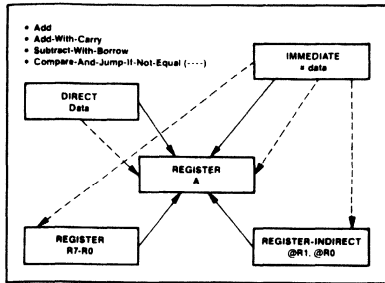 • Add
• Add-With-Carry
• Subtract-With-Borrow
• Compare-And-Jump-If-Not-Equal (----)
IMMEDIATE
# data
DIRECT
Data
REGISTER
A
REGISTER
R7-R0
REGISTER-INDIRECT
@R1, @R0